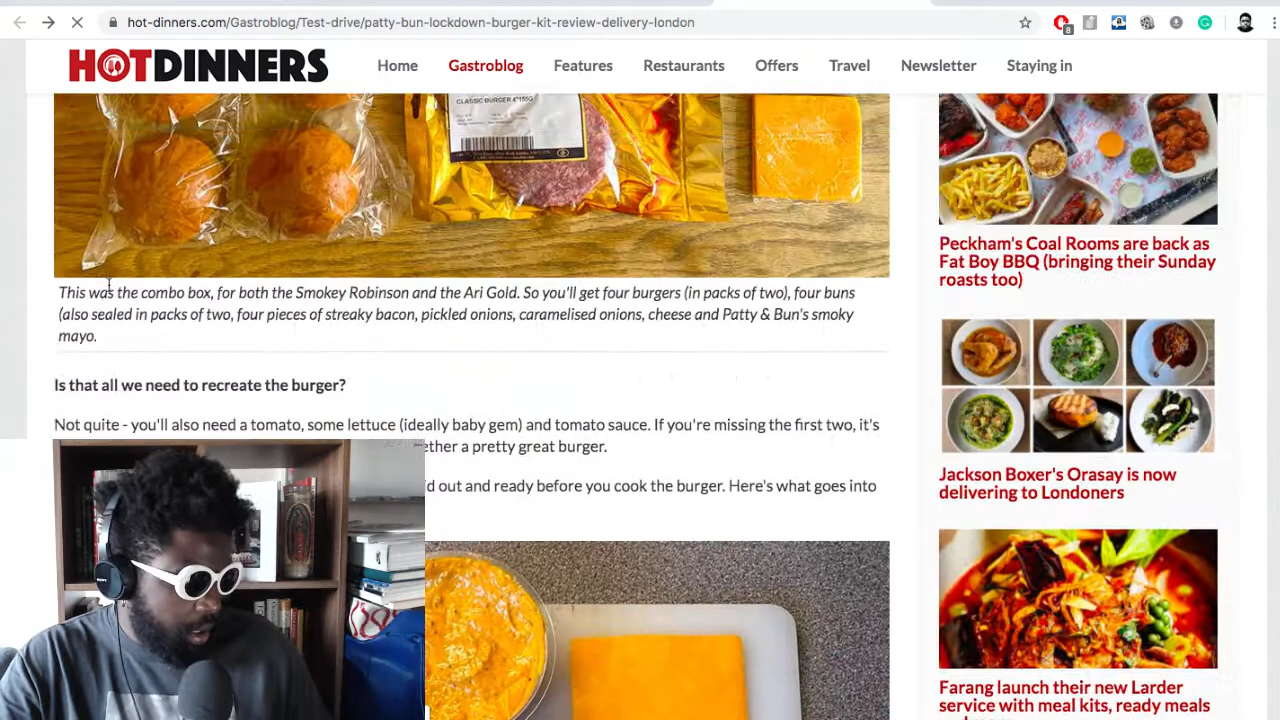 hot-dinners.com/Gastroblog/Test-drive/patty-bun-lockdown-burger-kit-review-delivery-london
8
HOTDINNERS
Home Gastroblog Features Restaurants Offers Travel Newsletter Staying in
CLASSIC BURGER 4*155G
This was the combo box, for both the Smokey Robinson and the Ari Gold. So you'll get four burgers (in packs of two), four buns
(also sealed in packs of two, four pieces of streaky bacon, pickled onions, caramelised onions, cheese and Patty & Bun's smoky
mayo.
Is that all we need to recreate the burger?
Not quite - you'll also need a tomato, some lettuce (ideally baby gem) and tomato sauce. If you're missing the first two, it's
ether a pretty great burger.
d out and ready before you cook the burger. Here's what goes into
Peckham's Coal Rooms are back as
Fat Boy BBQ (bringing their Sunday
roasts too)
Jackson Boxer's Orasay is now
delivering to Londoners
Farang launch their new Larder
service with meal kits, ready meals
SONY